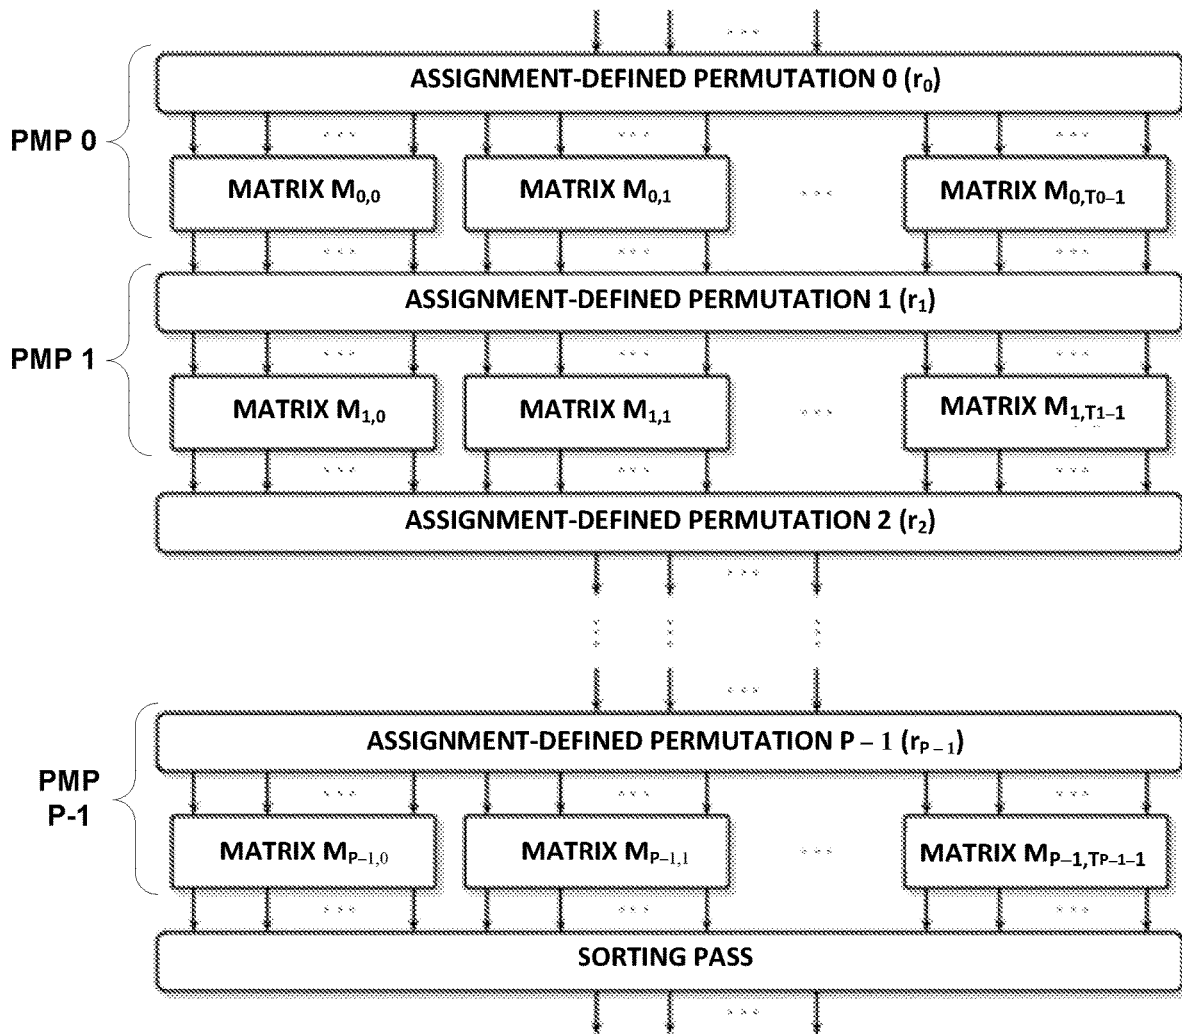 ASSIGNMENT-DEFINED PERMUTATION 0 (r₀)
PMP 0
MATRIX M₀,₀ MATRIX M₀,₁ MATRIX M₀,T₀₋₁
ASSIGNMENT-DEFINED PERMUTATION 1 (r₁)
PMP 1
MATRIX M₁,₀ MATRIX M₁,₁ MATRIX M₁,T₁₋₁
ASSIGNMENT-DEFINED PERMUTATION 2 (r₂)
ASSIGNMENT-DEFINED PERMUTATION P – 1 (rP – 1)
PMP
P-1
MATRIX MP–1,0 MATRIX MP–1,1 MATRIX MP–1,TP–1–1
SORTING PASS